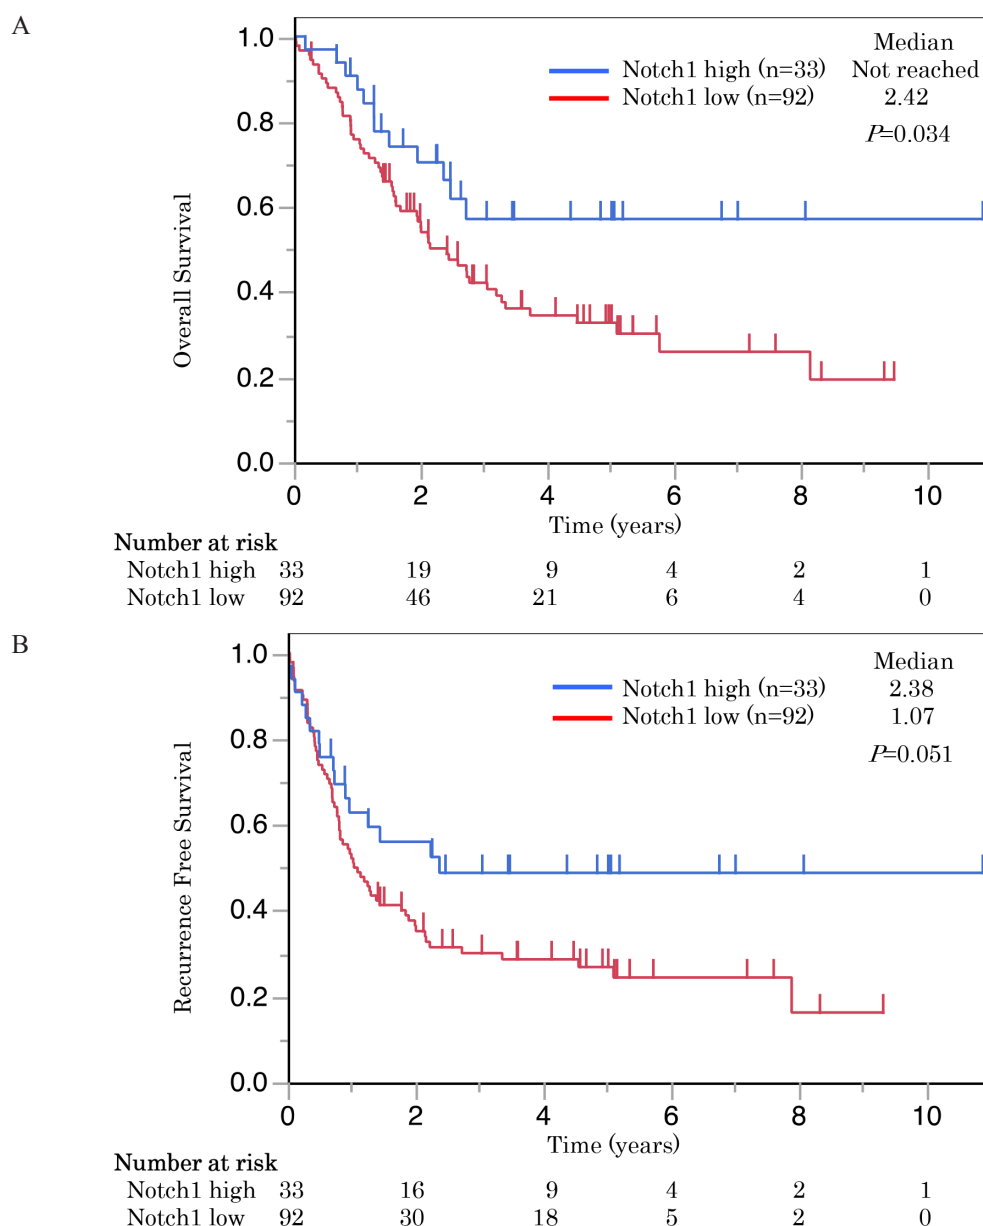 A
Median
Notch1 high (n=33) Not reached
Notch1 low (n=92) 2.42
P=0.034
Overall Survival
1.0
0.8
0.6
0.4
0.2
0.0
0 2 4 6 8 10
Time (years)
Number at risk
Notch1 high 33 19 9 4 2 1
Notch1 low 92 46 21 6 4 0
B
Median
Notch1 high (n=33) 2.38
Notch1 low (n=92) 1.07
P=0.051
Recurrence Free Survival
1.0
0.8
0.6
0.4
0.2
0.0
0 2 4 6 8 10
Time (years)
Number at risk
Notch1 high 33 16 9 4 2 1
Notch1 low 92 30 18 5 2 0